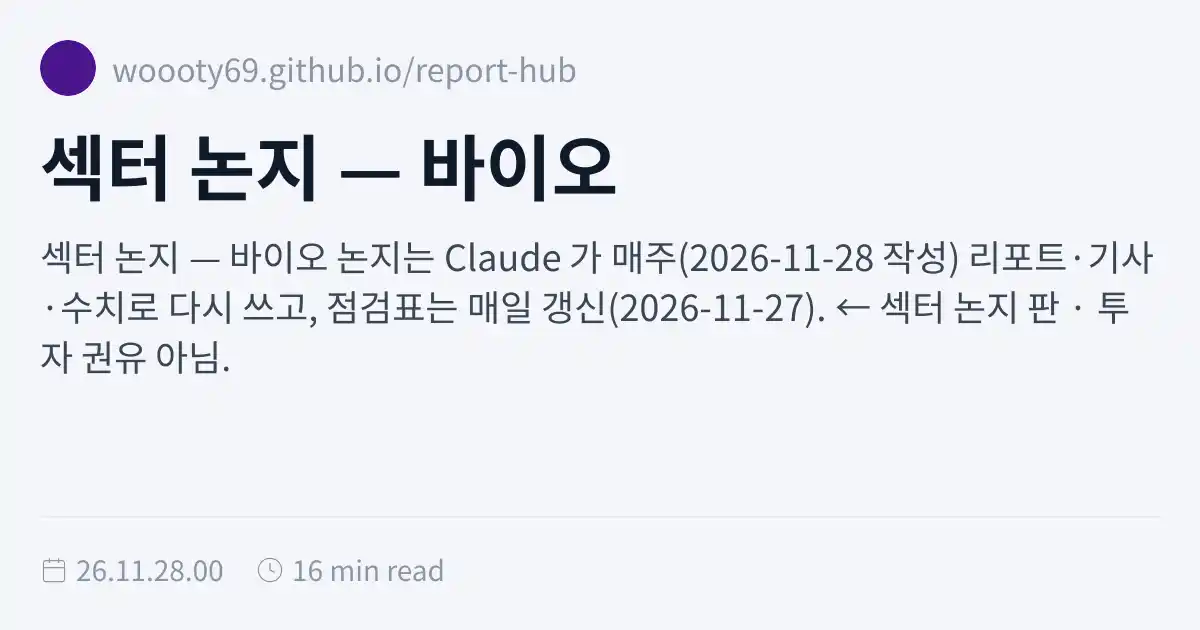 woooty69.github.io/report-hub
섹터 논지 — 바이오
섹터 논지 — 바이오 논지는 Claude 가 매주(2026-11-28 작성) 리포트·기사
·수치로 다시 쓰고, 점검표는 매일 갱신(2026-11-27). ← 섹터 논지 판 · 투
자 권유 아님.
26.11.28.00
16 min read